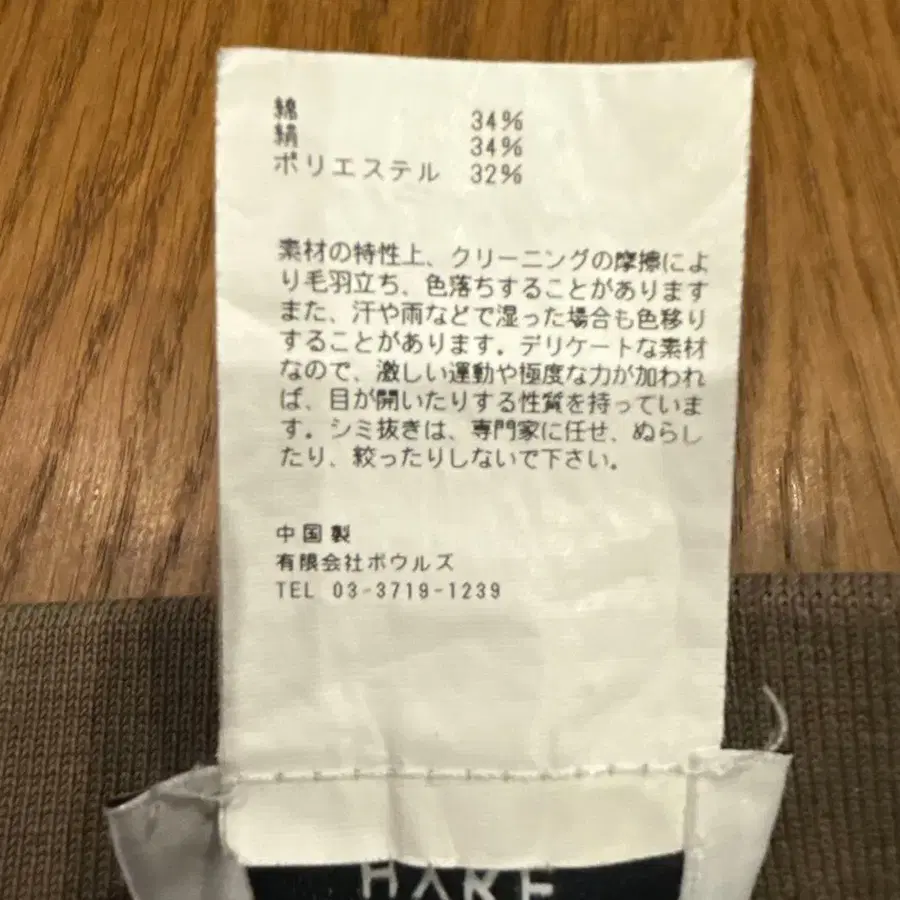 綿 34%
絹 34%
ポリエステル 32%
素材の特性上、クリーニングの摩擦によ
り毛羽立ち、色落ちすることがあります
また、汗や雨などで湿った場合も色移り
することがあります。デリケートな素材
なので、激しい運動や極度な力が加われ
ば、目が開いたりする性質を持っていま
す。シミ抜きは、専門家に任せ、ぬらし
たり、絞ったりしないで下さい。
中国製
有限会社ボウルズ
TEL 03-3719-1239
HARE